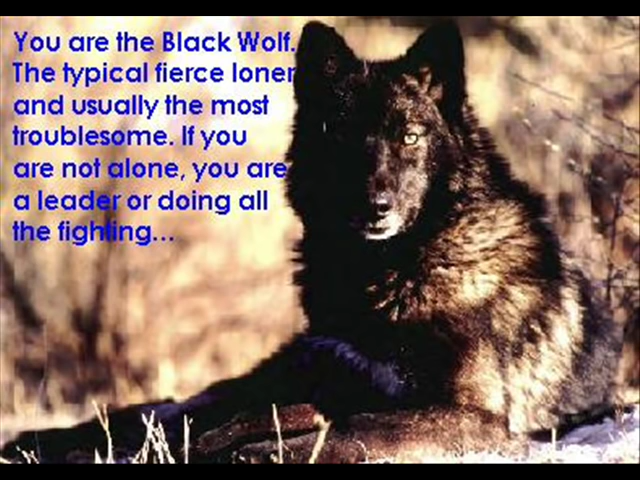 You are the Black Wolf.
The typical fierce loner
and usually the most
troublesome. If you
are not alone, you are
a leader or doing all
the fighting...